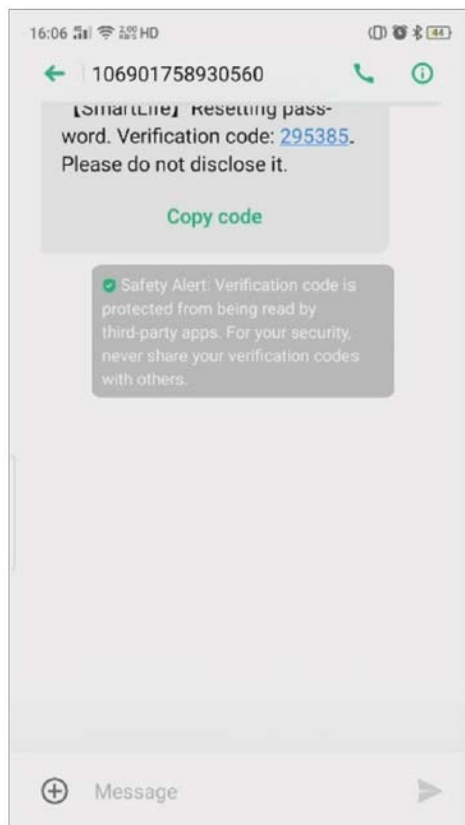 16:06 HD 44
106901758930560
【SmartLife】 Resetting pass-
word. Verification code: 295385.
Please do not disclose it.
Copy code
Safety Alert: Verification code is
protected from being read by
third-party apps. For your security,
never share your verification codes
with others.
Message